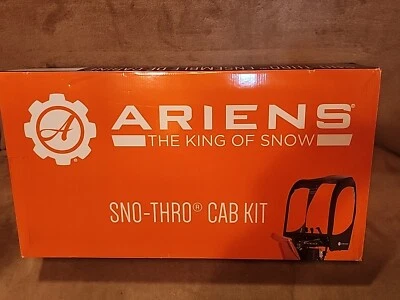 ARIENS®
THE KING OF SNOW
SNO-THRO® CAB KIT